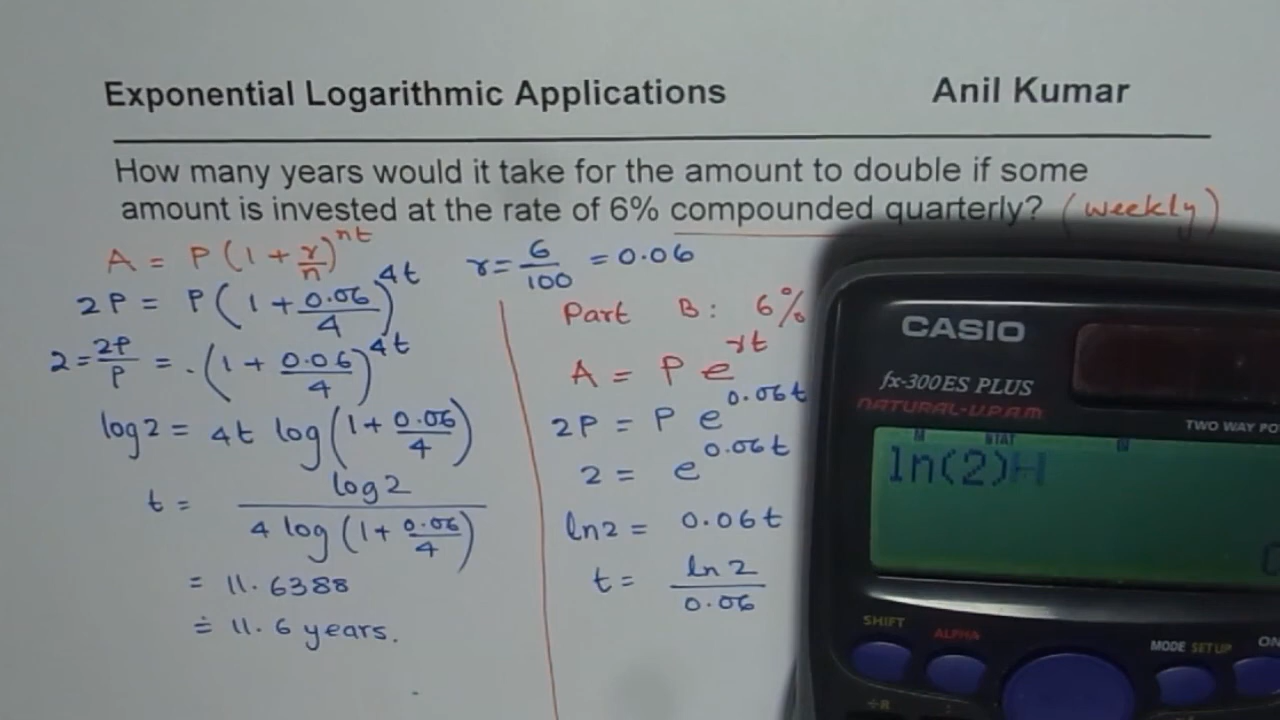 Exponential Logarithmic Applications Anil Kumar
How many years would it take for the amount to double if some
amount is invested at the rate of 6% compounded quarterly? (weekly)
A = P(1 + r/n)^nt
r = 6/100 = 0.06
2P = P(1 + 0.06/4)^4t
2 = 2P/P = . (1 + 0.06/4)^4t
log 2 = 4t log(1 + 0.06/4)
t = log 2 / 4 log(1 + 0.06/4)
= 11.6388
≐ 11.6 years.
Part B: 6%
A = P e^rt
2P = P e^0.06t
2 = e^0.06t
ln 2 = 0.06t
t = ln 2 / 0.06
CASIO
fx-300ES PLUS
NATURAL-V.P.A.M.
TWO WAY
M STAT D
ln(2)
SHIFT
ALPHA
MODE SETUP
ON